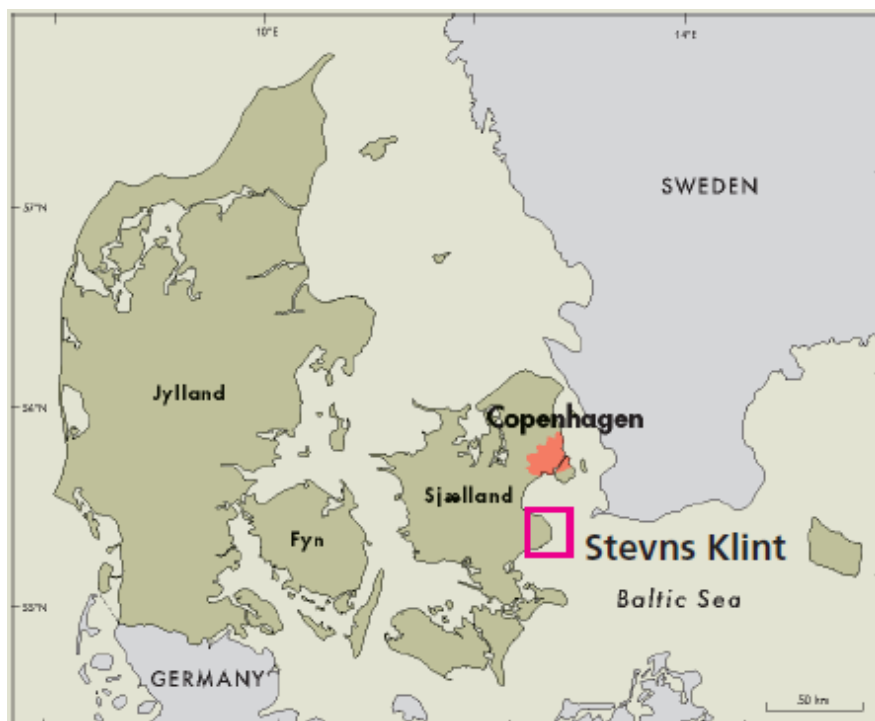 10°E
14°E
SWEDEN
57°N
Jylland
56°N
Copenhagen
Sjælland
Fyn
Stevns Klint
Baltic Sea
55°N
GERMANY
50 km